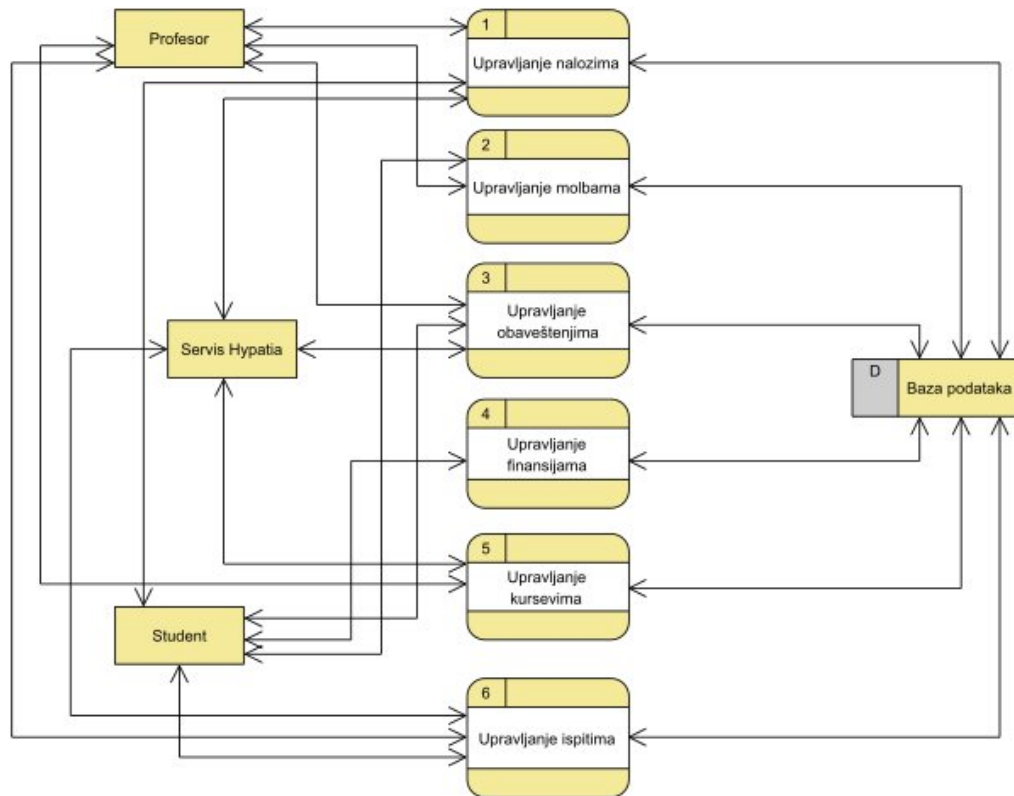 Profesor
1
Upravljanje nalozima
2
Upravljanje molbama
3
Upravljanje
obaveštenjima
Servis Hypatia
D
Baza podataka
4
Upravljanje
finansijama
5
Upravljanje
kursevima
Student
6
Upravljanje ispitima